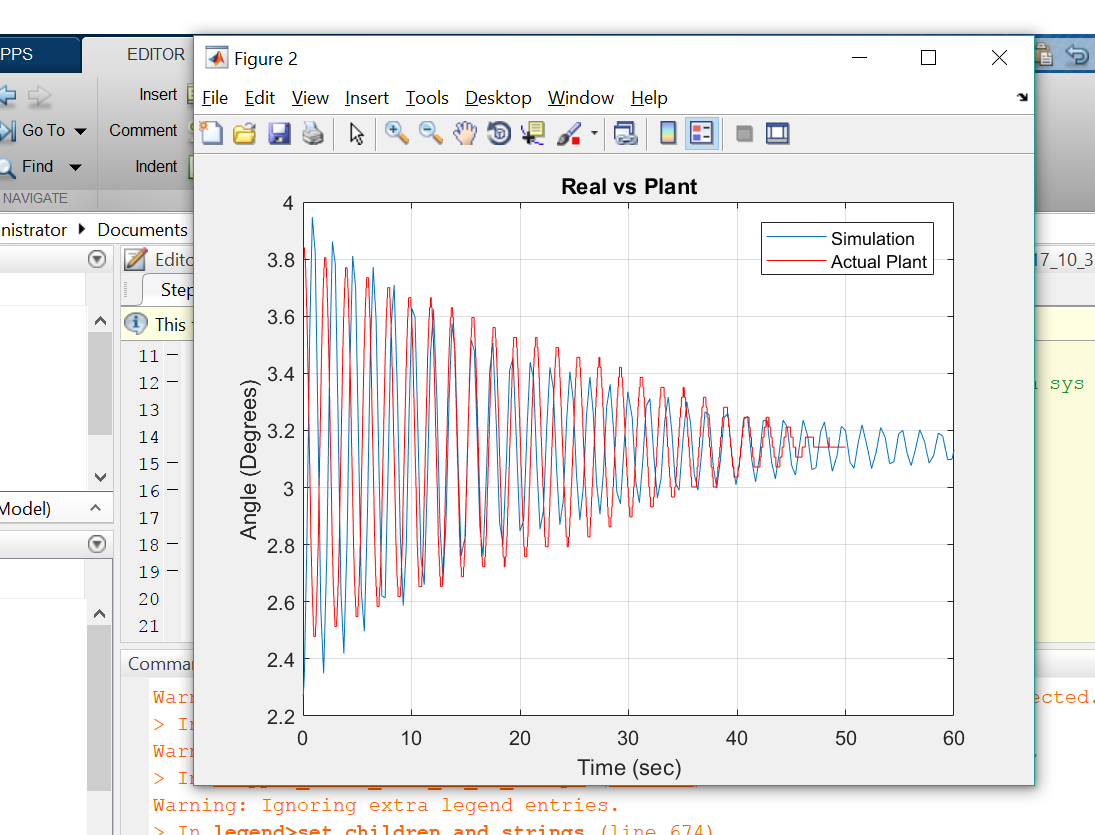 PPS
EDITOR
Figure 2
File Edit View Insert Tools Desktop Window Help
Insert
Go To
Comment
Find
Indent
NAVIGATE
nistrator
Documents
17_10_3
Step
This
11
12
13
14
15
16
17
18
19
20
21
sys
Model)
Real vs Plant
Simulation
Actual Plant
4
3.8
3.6
3.4
3.2
3
2.8
2.6
2.4
2.2
Angle (Degrees)
0 10 20 30 40 50 60
Time (sec)
ected.
> In
> In
Warning: Ignoring extra legend entries.
> In legend>set_children_and_strings (line 674)